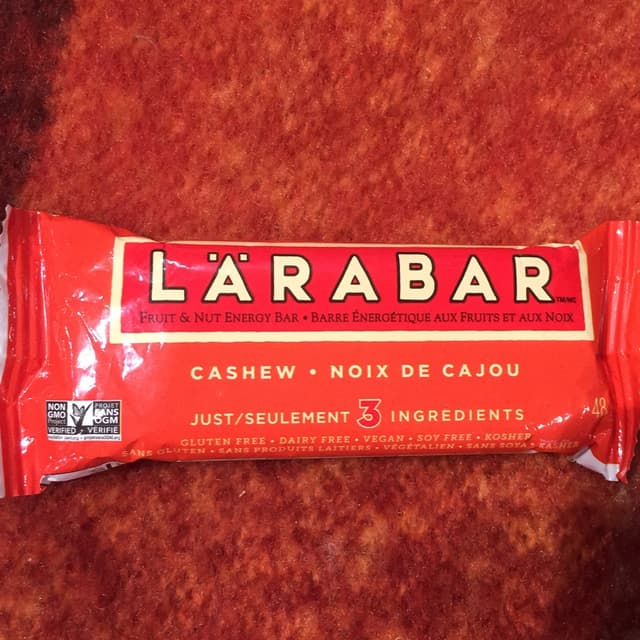 LÄRABAR TM/MC
FRUIT & NUT ENERGY BAR • BARRE ÉNERGÉTIQUE AUX FRUITS ET AUX NOIX
CASHEW • NOIX DE CAJOU
JUST/SEULEMENT 3 INGREDIENTS
48
NON
GMO
Project
VERIFIED
PROJET
SANS
OGM
VÉRIFIÉ
GLUTEN FREE • DAIRY FREE • VEGAN • SOY FREE • KOSHER
SANS GLUTEN • SANS PRODUITS LAITIERS • VÉGÉTALIEN • SANS SOYA • KASHER